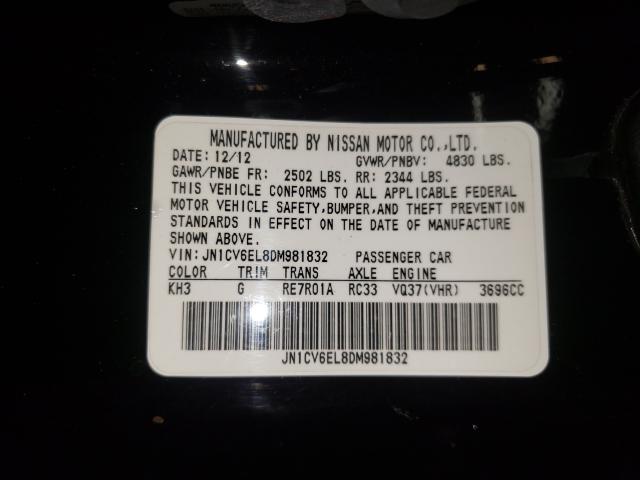 MANUFACTURED BY NISSAN MOTOR CO.,LTD.
DATE: 12/12 GVWR/PNBV: 4830 LBS.
GAWR/PNBE FR: 2502 LBS. RR: 2344 LBS.
THIS VEHICLE CONFORMS TO ALL APPLICABLE FEDERAL
MOTOR VEHICLE SAFETY,BUMPER,AND THEFT PREVENTION
STANDARDS IN EFFECT ON THE DATE OF MANUFACTURE
SHOWN ABOVE.
VIN: JN1CV6EL8DM981832 PASSENGER CAR
COLOR TRIM TRANS AXLE ENGINE
KH3 G RE7R01A RC33 VQ37(VHR) 3696CC
JN1CV6EL8DM981832